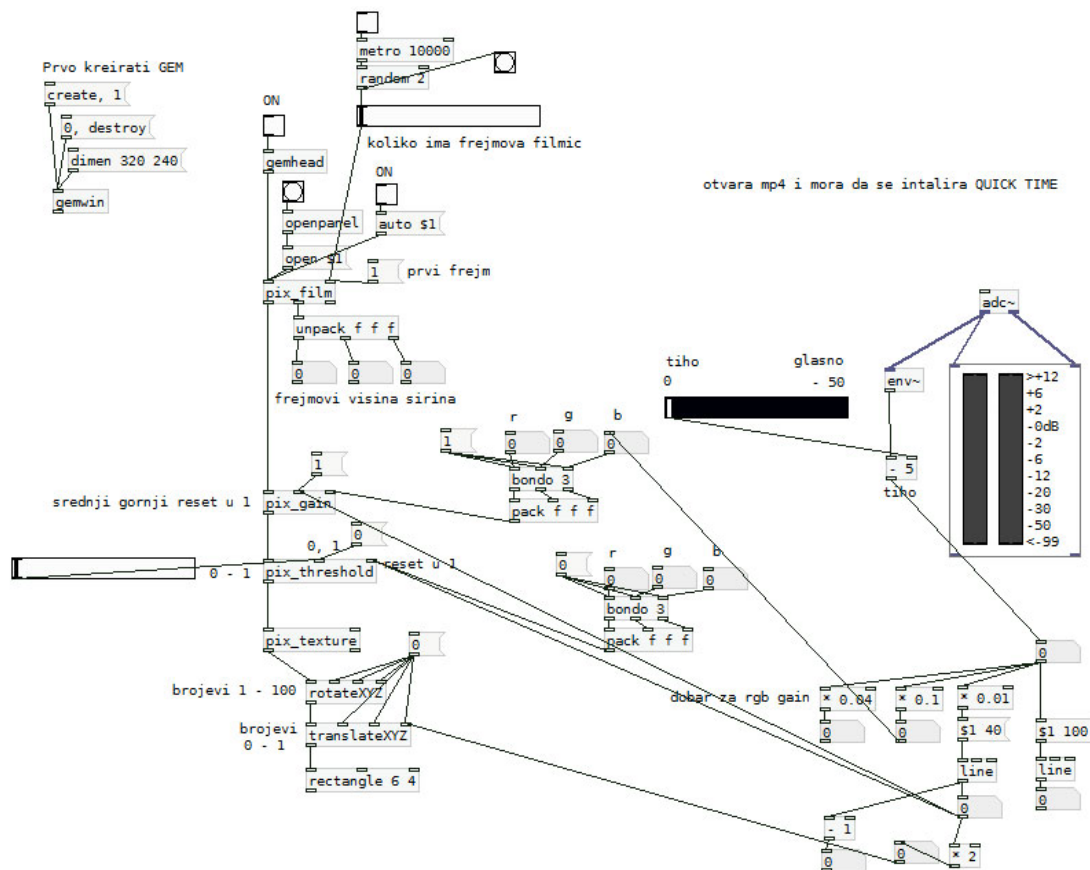 metro 10000
random 2
Prvo kreirati GEM
create, 1
0, destroy
dimen 320 240
gemwin
ON
koliko ima frejmova filmic
gemhead
ON
openpanel
auto $1
open $1
1
prvi frejm
pix_film
unpack f f f
0
0
0
frejmovi visina sirina
otvara mp4 i mora da se intalira QUICK TIME
adc~
tiho
glasno
0
- 50
env~
>+12
+6
+2
-0dB
-2
-6
-12
-20
-30
-50
<-99
- 5
tiho
r
g
b
1
0
0
0
bondo 3
pack f f f
1
srednji gornji reset u 1
pix_gain
0
0, 1
reset u 1
0 - 1
pix_threshold
r
g
b
0
0
0
0
bondo 3
pack f f f
pix_texture
0
brojevi 1 - 100
rotateXYZ
brojevi
0 - 1
translateXYZ
rectangle 6 4
0
dobar za rgb gain
* 0.04
* 0.1
* 0.01
0
0
$1 40
$1 100
line
line
0
0
- 1
0
0
* 2